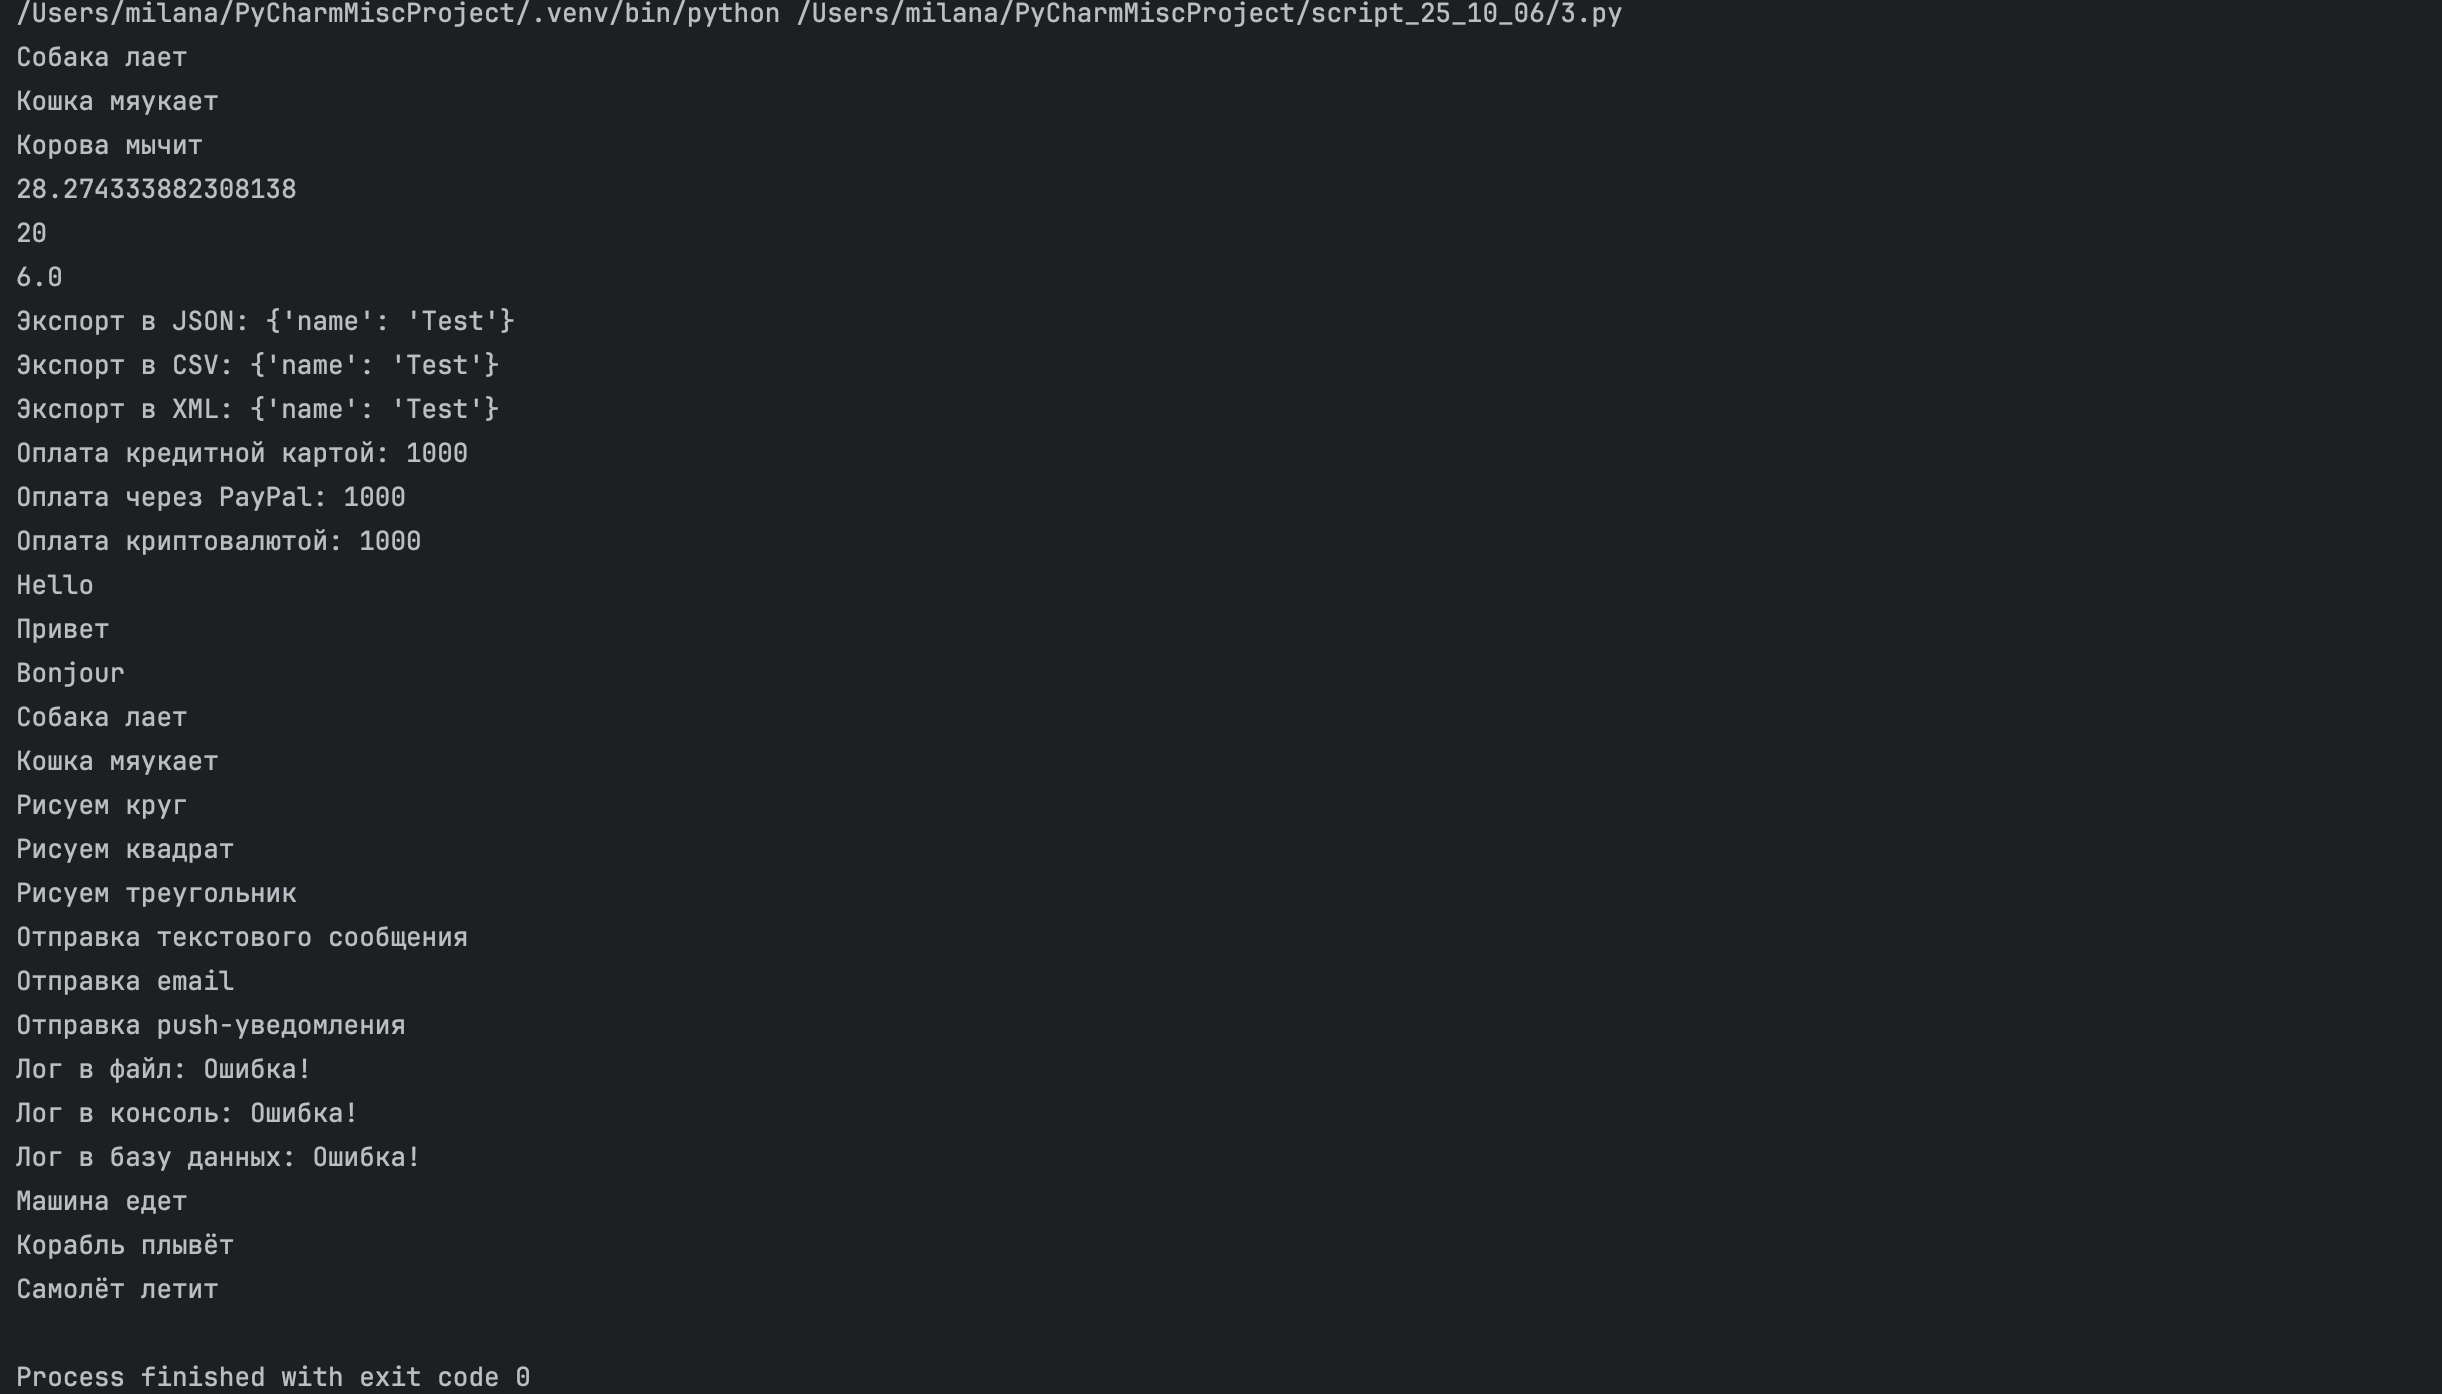 /Users/milana/PyCharmMiscProject/.venv/bin/python /Users/milana/PyCharmMiscProject/script_25_10_06/3.py
Собака лает
Кошка мяукает
Корова мычит
28.274333882308138
20
6.0
Экспорт в JSON: {'name': 'Test'}
Экспорт в CSV: {'name': 'Test'}
Экспорт в XML: {'name': 'Test'}
Оплата кредитной картой: 1000
Оплата через PayPal: 1000
Оплата криптовалютой: 1000
Hello
Привет
Bonjour
Собака лает
Кошка мяукает
Рисуем круг
Рисуем квадрат
Рисуем треугольник
Отправка текстового сообщения
Отправка email
Отправка push-уведомления
Лог в файл: Ошибка!
Лог в консоль: Ошибка!
Лог в базу данных: Ошибка!
Машина едет
Корабль плывёт
Самолёт летит
Process finished with exit code 0